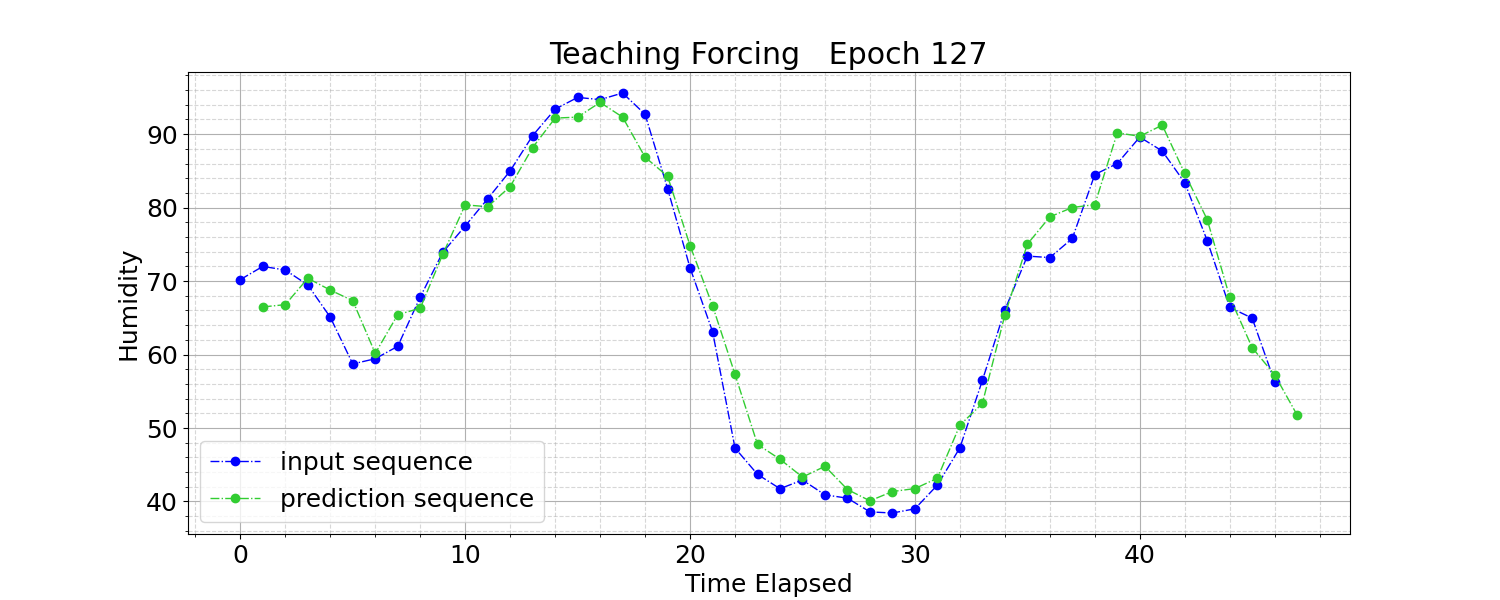 Teaching Forcing   Epoch 127
Humidity
90
80
70
60
50
40
input sequence
prediction sequence
0 10 20 30 40
Time Elapsed